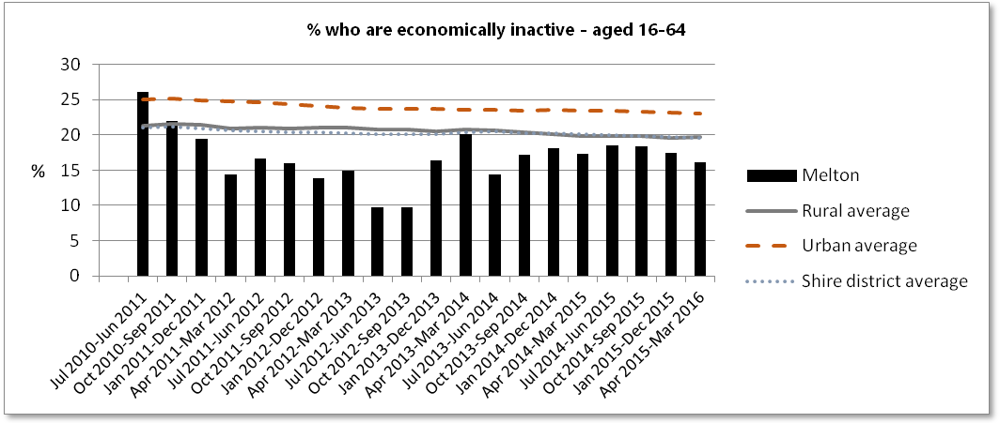 % who are economically inactive - aged 16-64
30
25
20
15
10
5
0
%
Jul 2010-Jun 2011
Oct 2010-Sep 2011
Jan 2011-Dec 2011
Apr 2011-Mar 2012
Jul 2011-Jun 2012
Oct 2011-Sep 2012
Jan 2012-Dec 2012
Apr 2012-Mar 2013
Jul 2012-Jun 2013
Oct 2012-Sep 2013
Jan 2013-Dec 2013
Apr 2013-Mar 2014
Jul 2013-Jun 2014
Oct 2013-Sep 2014
Jan 2014-Dec 2014
Apr 2014-Mar 2015
Jul 2014-Jun 2015
Oct 2014-Sep 2015
Jan 2015-Dec 2015
Apr 2015-Mar 2016
Melton
Rural average
Urban average
Shire district average